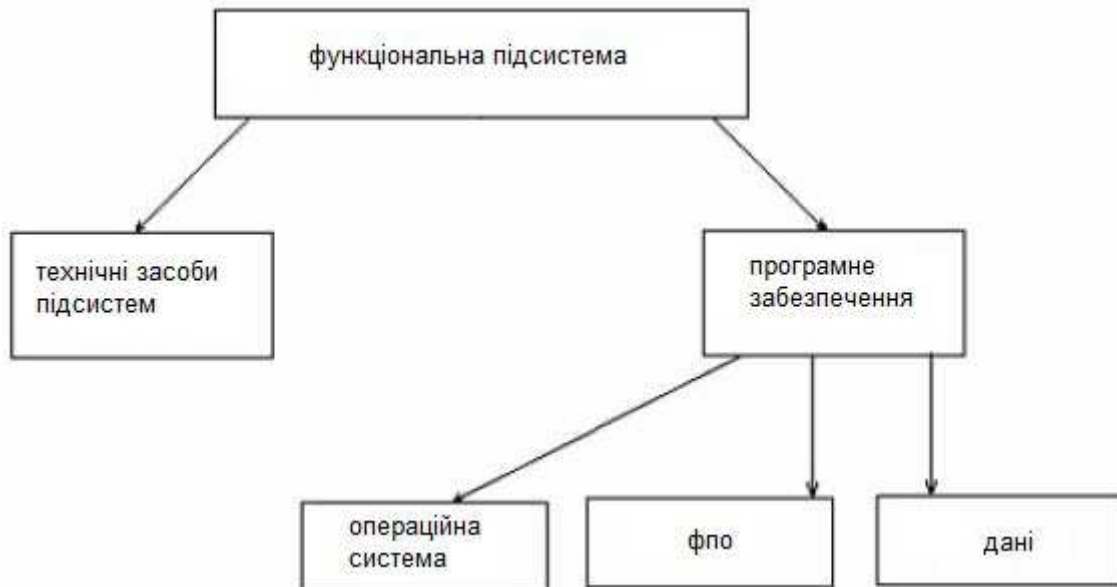 функціональна підсистема
технічні засоби
підсистем
програмне
забезпечення
операційна
система
фпо
дані